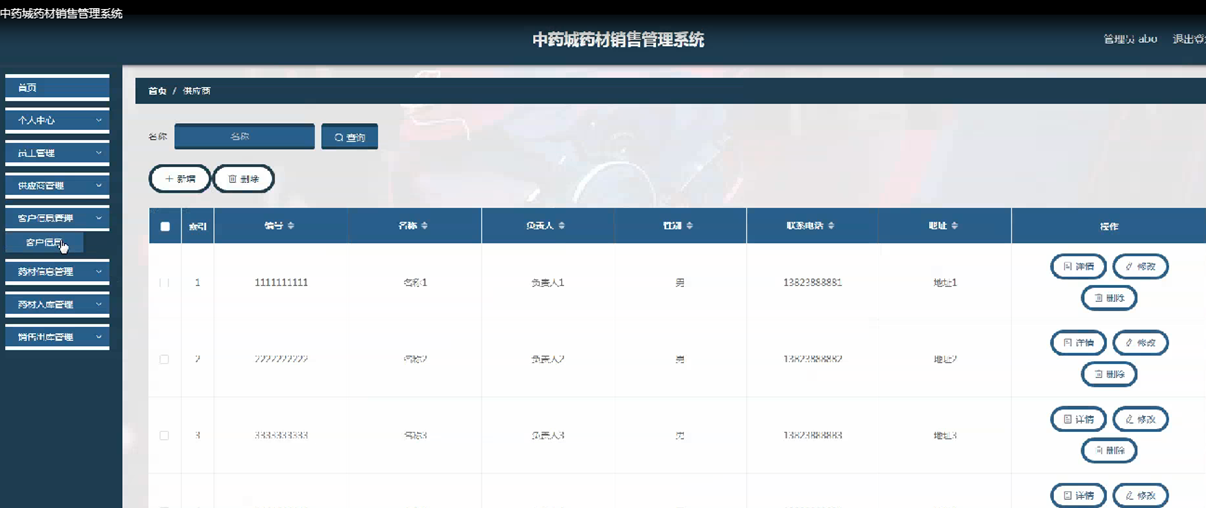 中药城药材销售管理系统
中药城药材销售管理系统
管理员 abo 退出登
首页
个人中心
员工管理
供应商管理
客户信息管理
客户信息
药材信息管理
药材入库管理
销售出库管理
首页 / 供应商
名称 名称 查询
新增 删除
索引 编号 名称 负责人 性别 联系电话 地址 操作
1 1111111111 名称1 负责人1 男 13823888881 地址1 详情 修改
删除
2 2222222222 名称2 负责人2 男 13823888882 地址2 详情 修改
删除
3 3333333333 名称3 负责人3 男 13823888883 地址3 详情 修改
删除
详情 修改